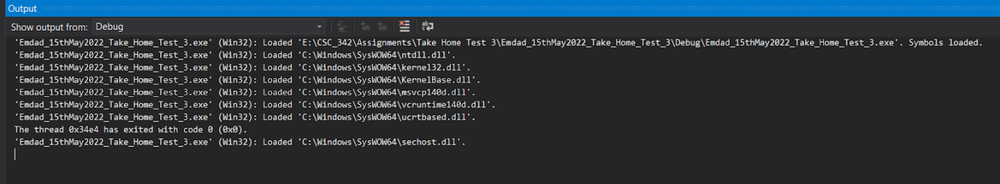 Output
Show output from: Debug
'Emdad_15thMay2022_Take_Home_Test_3.exe' (Win32): Loaded 'E:\CSC_342\Assignments\Take Home Test 3\Emdad_15thMay2022_Take_Home_Test_3\Debug\Emdad_15thMay2022_Take_Home_Test_3.exe'. Symbols loaded.
'Emdad_15thMay2022_Take_Home_Test_3.exe' (Win32): Loaded 'C:\Windows\SysWOW64\ntdll.dll'.
'Emdad_15thMay2022_Take_Home_Test_3.exe' (Win32): Loaded 'C:\Windows\SysWOW64\kernel32.dll'.
'Emdad_15thMay2022_Take_Home_Test_3.exe' (Win32): Loaded 'C:\Windows\SysWOW64\KernelBase.dll'.
'Emdad_15thMay2022_Take_Home_Test_3.exe' (Win32): Loaded 'C:\Windows\SysWOW64\msvcp140d.dll'.
'Emdad_15thMay2022_Take_Home_Test_3.exe' (Win32): Loaded 'C:\Windows\SysWOW64\vcruntime140d.dll'.
'Emdad_15thMay2022_Take_Home_Test_3.exe' (Win32): Loaded 'C:\Windows\SysWOW64\ucrtbased.dll'.
The thread 0x34e4 has exited with code 0 (0x0).
'Emdad_15thMay2022_Take_Home_Test_3.exe' (Win32): Loaded 'C:\Windows\SysWOW64\sechost.dll'.